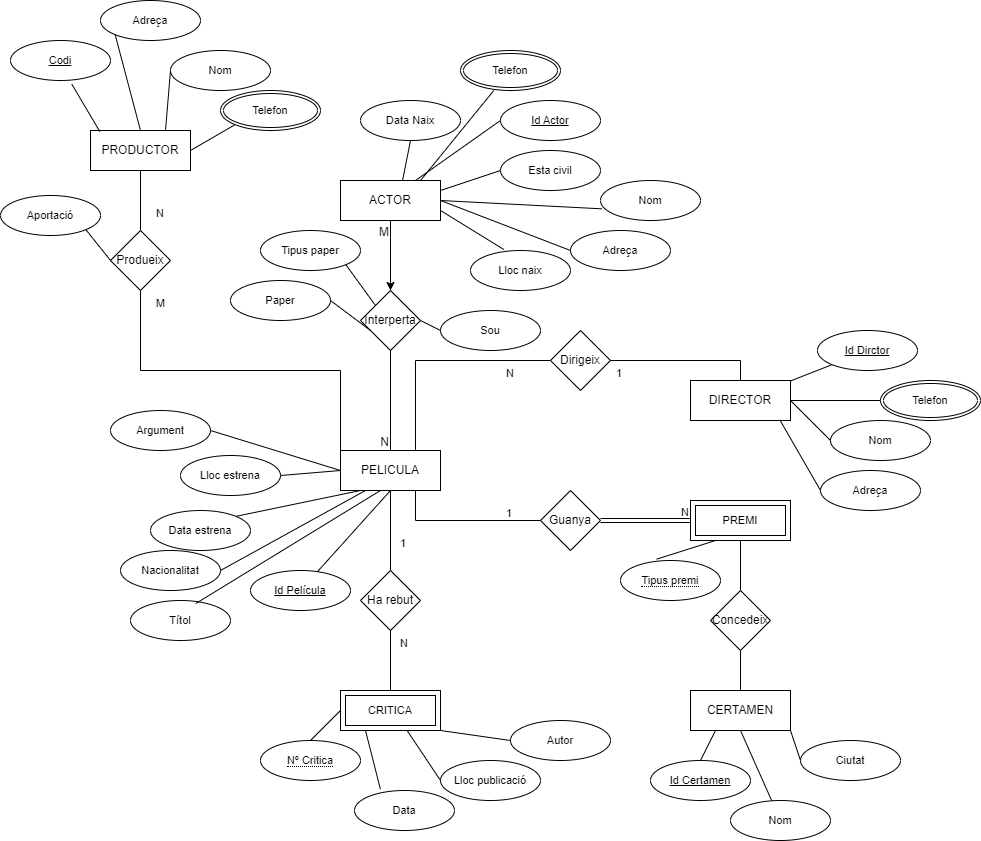 Adreça
Codi
Nom
Telefon
PRODUCTOR
Telefon
Data Naix
Id Actor
Esta civil
ACTOR
Nom
N
Aportació
M
Tipus paper
Adreça
Produeix
Lloc naix
M
Paper
Interperta
Sou
Id Dirctor
Dirigeix
N
1
DIRECTOR
Telefon
Argument
N
Nom
PELICULA
Lloc estrena
Adreça
Data estrena
1
Guanya
N
PREMI
1
Nacionalitat
Id Película
Tipus premi
Títol
Ha rebut
Concedeix
N
CRITICA
CERTAMEN
Autor
Nº Critica
Lloc publicació
Ciutat
Id Certamen
Data
Nom